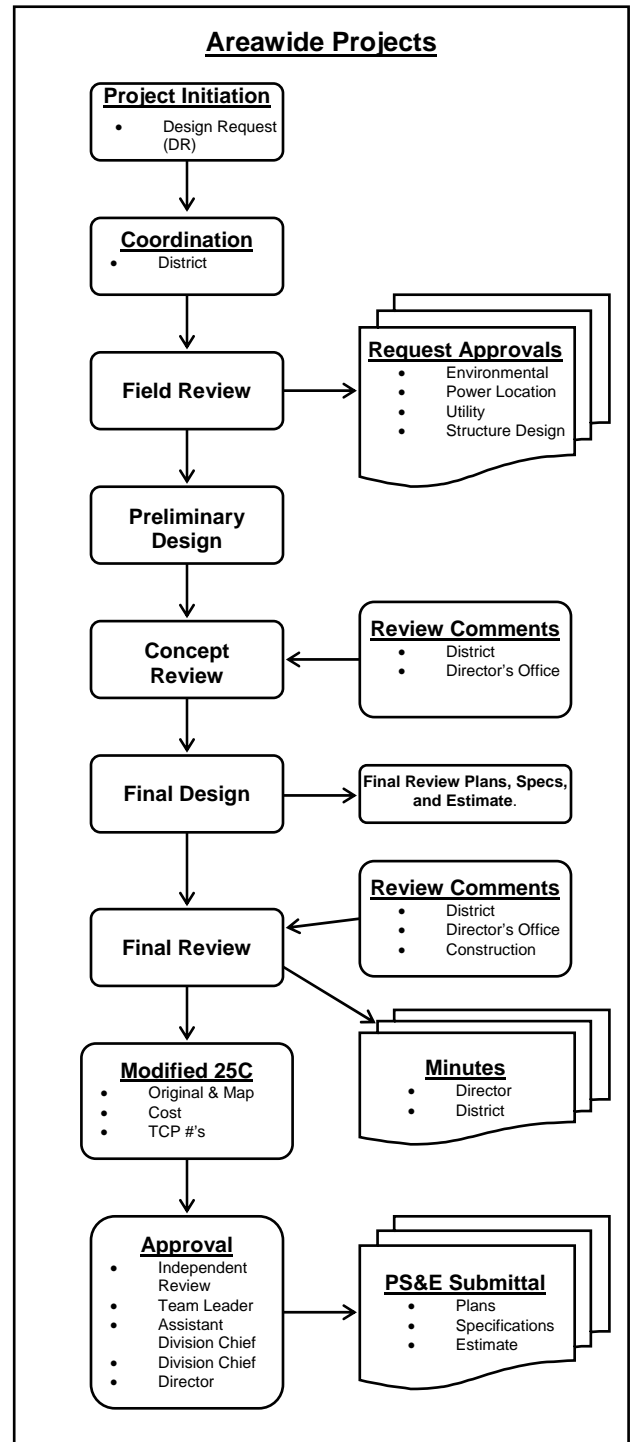 Areawide Projects
Project Initiation
• Design Request
(DR)
Coordination
• District
Field Review
Request Approvals
• Environmental
• Power Location
• Utility
• Structure Design
Preliminary
Design
Concept
Review
Review Comments
• District
• Director's Office
Final Design
Final Review Plans, Specs,
and Estimate.
Review Comments
• District
• Director's Office
• Construction
Final Review
Modified 25C
• Original & Map
• Cost
• TCP #'s
Minutes
• Director
• District
Approval
• Independent
Review
• Team Leader
• Assistant
Division Chief
• Division Chief
• Director
PS&E Submittal
• Plans
• Specifications
• Estimate